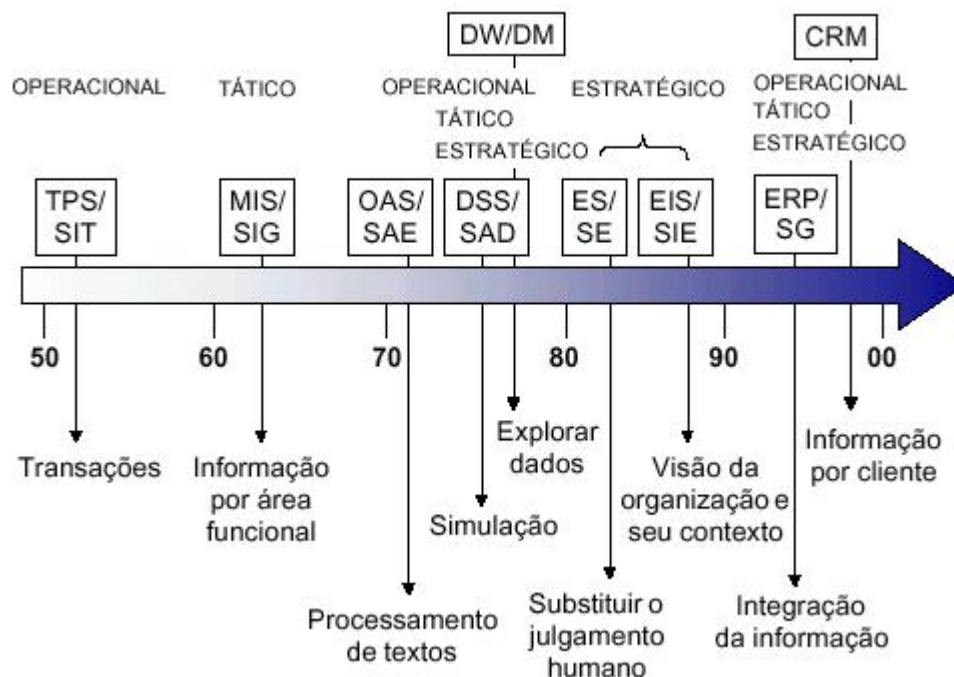 DW/DM
CRM
OPERACIONAL
TÁTICO
OPERACIONAL
TÁTICO
ESTRATÉGICO
ESTRATÉGICO
OPERACIONAL
TÁTICO
ESTRATÉGICO
TPS/
SIT
MIS/
SIG
OAS/
SAE
DSS/
SAD
ES/
SE
EIS/
SIE
ERP/
SG
50
60
70
80
90
00
Transações
Informação
por área
funcional
Processamento
de textos
Simulação
Explorar
dados
Substituir o
julgamento
humano
Visão da
organização e
seu contexto
Integração
da informação
Informação
por cliente